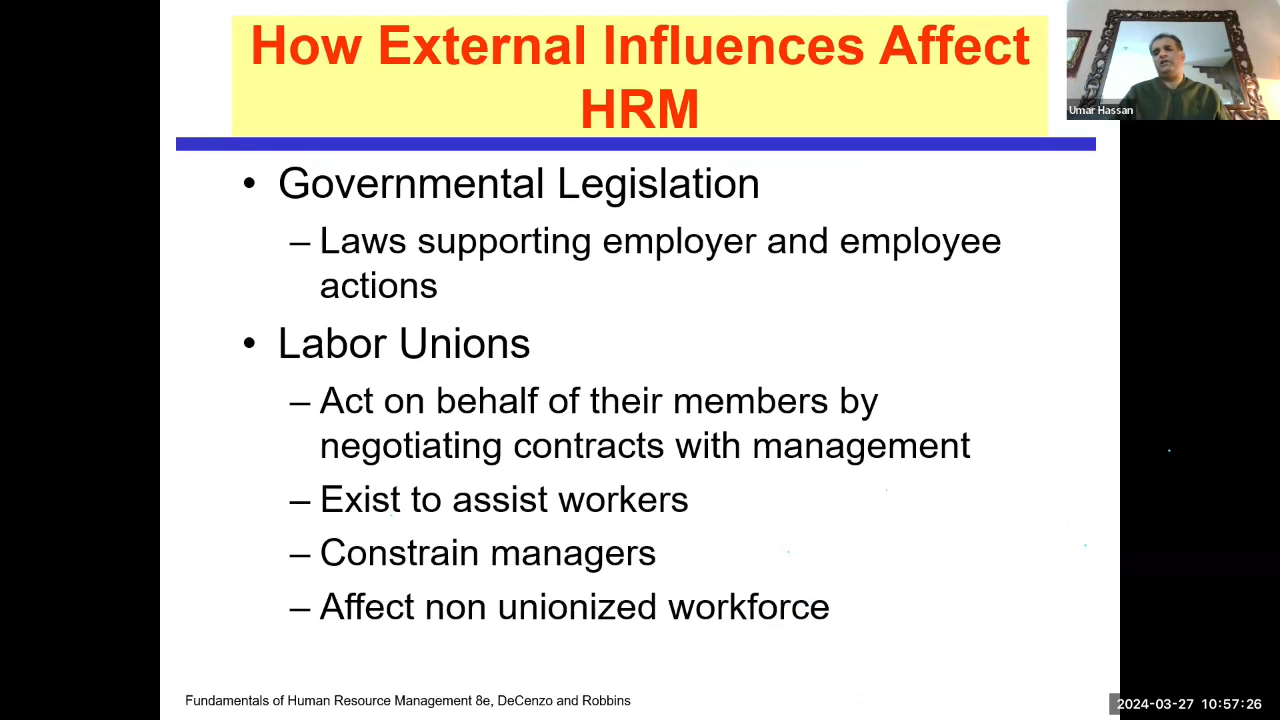 How External Influences Affect
HRM
• Governmental Legislation
– Laws supporting employer and employee
actions
• Labor Unions
– Act on behalf of their members by
negotiating contracts with management
– Exist to assist workers
– Constrain managers
– Affect non unionized workforce
Fundamentals of Human Resource Management 8e, DeCenzo and Robbins
Umar Hassan
2024-03-27 10:57:26